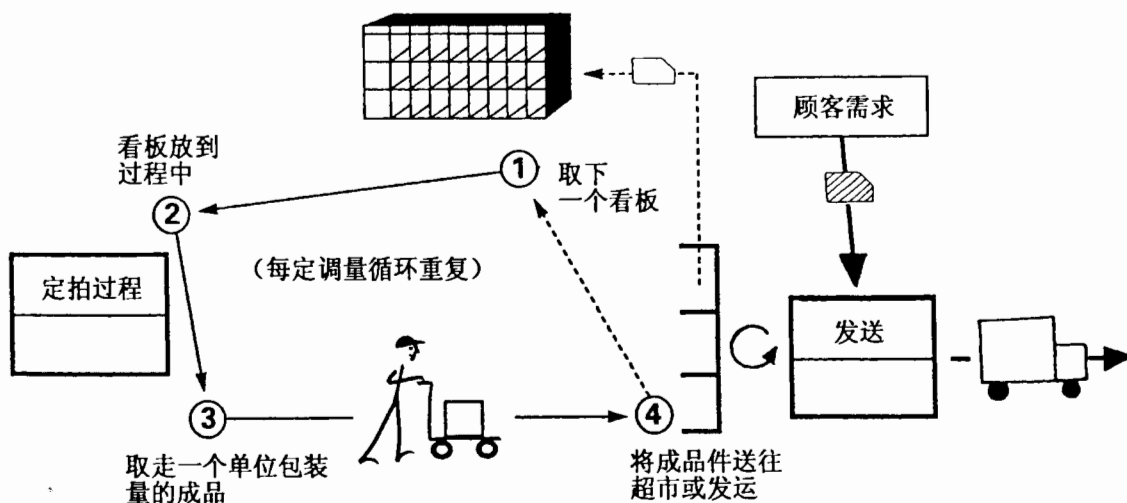 顾客需求
看板放到
过程中
①
取下
一个看板
②
(每定调量循环重复)
定拍过程
发送
③
④
取走一个单位包装
量的成品
将成品件送往
超市或发运